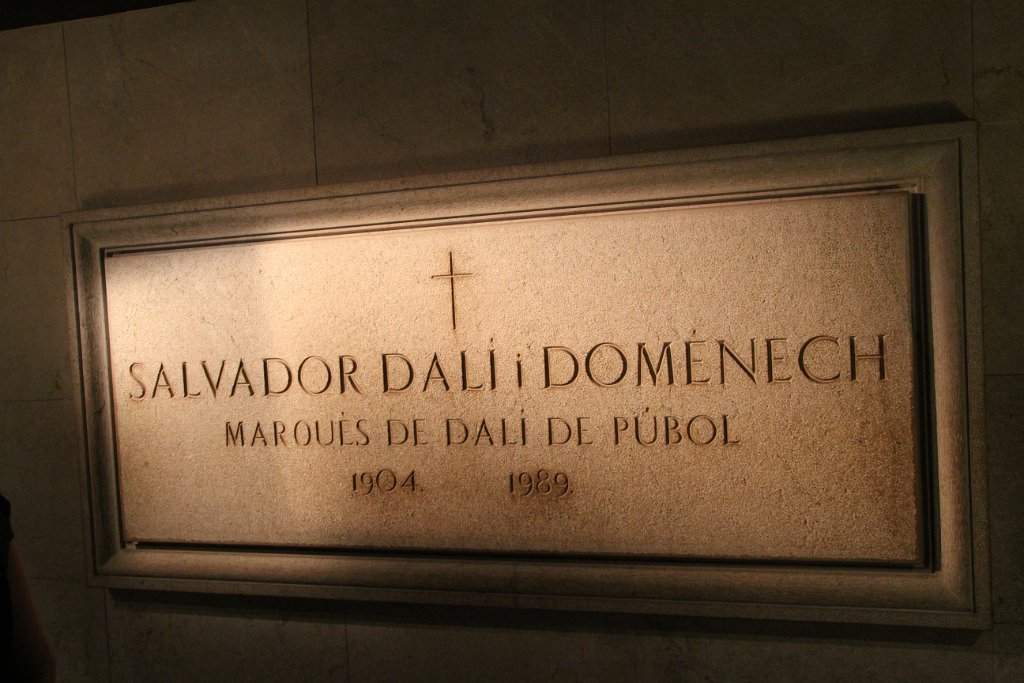 SALVADOR DALÍ i DOMÈNECH
MARQUÈS DE DALÍ DE PÚBOL
1904. 1989.